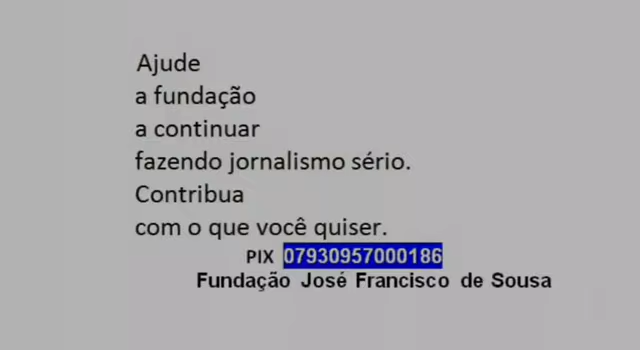 Ajude
a fundação
a continuar
fazendo jornalismo sério.
Contribua
com o que você quiser.
PIX 07930957000186
Fundação José Francisco de Sousa